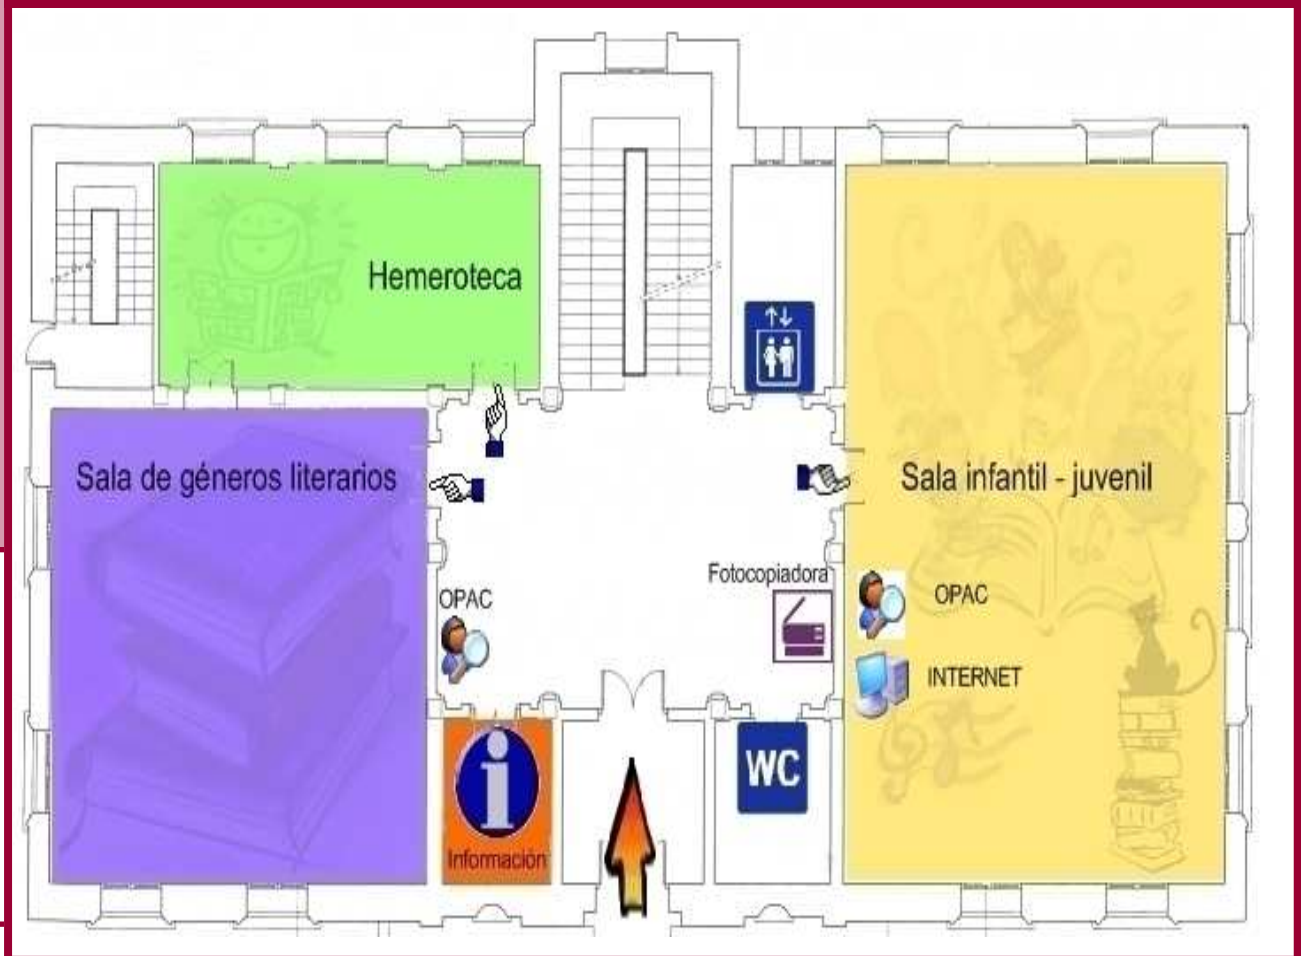 Hemeroteca
Sala de géneros literarios
Sala infantil - juvenil
Fotocopiadora
OPAC
OPAC
INTERNET
WC
i
Información